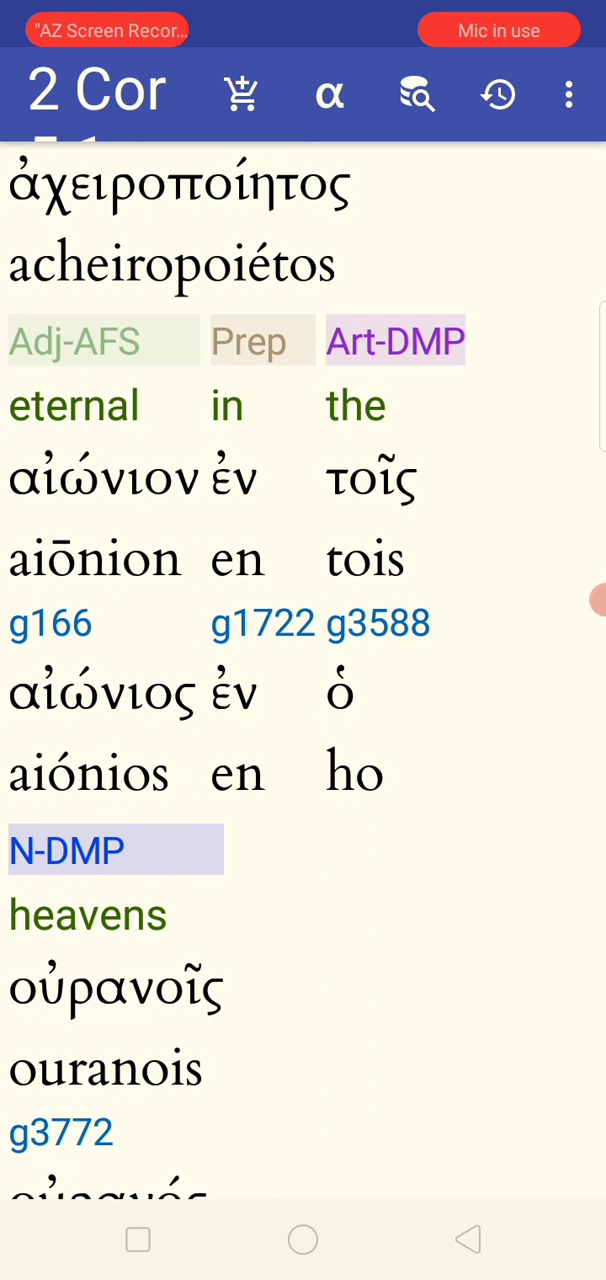 "AZ Screen Recor... Mic in use
2 Cor α
ἀχειροποίητος
acheiropoiétos
Adj-AFS Prep Art-DMP
eternal in the
αἰώνιον ἐν τοῖς
aiōnion en tois
g166 g1722 g3588
αἰώνιος ἐν ὁ
aiónios en ho
N-DMP
heavens
οὐρανοῖς
ouranois
g3772